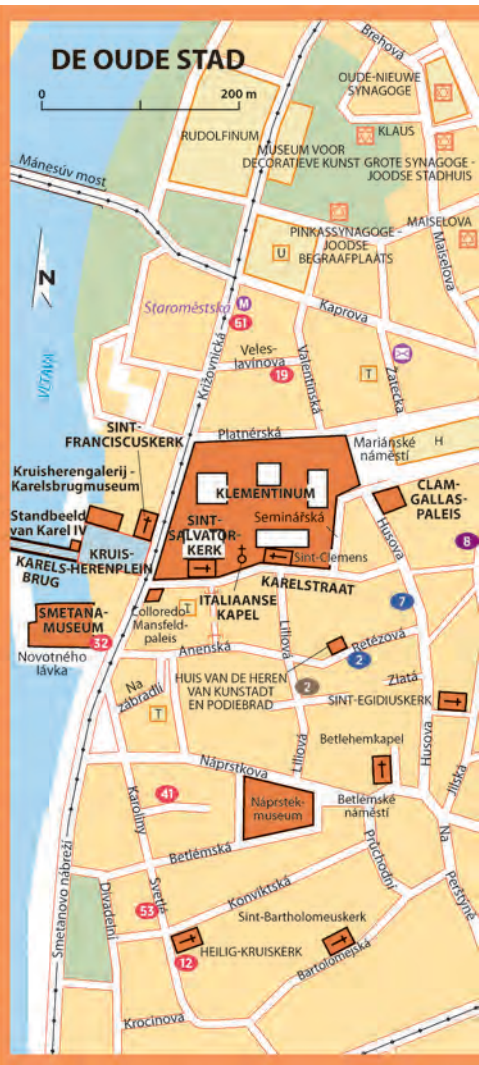 DE OUDE STAD
0
200 m
Břehová
OUDE-NIEUWE
SYNAGOGE
RUDOLFINUM
KLAUS
MUSEUM VOOR
DECORATIEVE KUNST
GROTE SYNAGOGE -
JOODSE STADHUIS
Mánesův most
PINKASSYNAGOGE -
JOODSE
BEGRAAFPLAATS
MAISELOVA
Maiselova
U
N
Staroměstská
M
61
Kaprova
VLTAVA
Křižovnická
Veles-
lavínova
19
Valentinská
T
Žatecká
SINT-
FRANCISCUSKERK
Platnérská
Mariánské
náměstí
H
Kruisherengalerij -
Karelsbrugmuseum
KLEMENTINUM
CLAM-
GALLAS-
PALEIS
Standbeeld
van Karel IV
SINT-
SALVATOR-
KERK
Seminářská
Husova
8
KRUIS-
HERENPLEIN
Sint-Clemens
KARELS-
BRUG
ITALIAANSE
KAPEL
KARELSTRAAT
SMETANA-
MUSEUM
Colloredo-
Mansfeld-
paleis
T
7
32
Novotného
lávka
Anenská
Liliová
Retězová
2
HUIS VAN DE HEREN
VAN KUNSTADT
EN PODIEBRAD
2
Zlatá
Na
zábradlí
T
SINT-EGIDIUSKERK
Betlehemkapel
Liliová
Husova
Jilská
Náprstkova
41
Karoliny
Náprstek-
museum
Betlémské
náměstí
Na
Perštýně
Betlémská
Průchodní
Smetanovo nábřeží
Divadelní
Světlé
Konviktská
53
Sint-Bartholomeuskerk
HEILIG-KRUISKERK
12
Bartolomějská
Krocínova